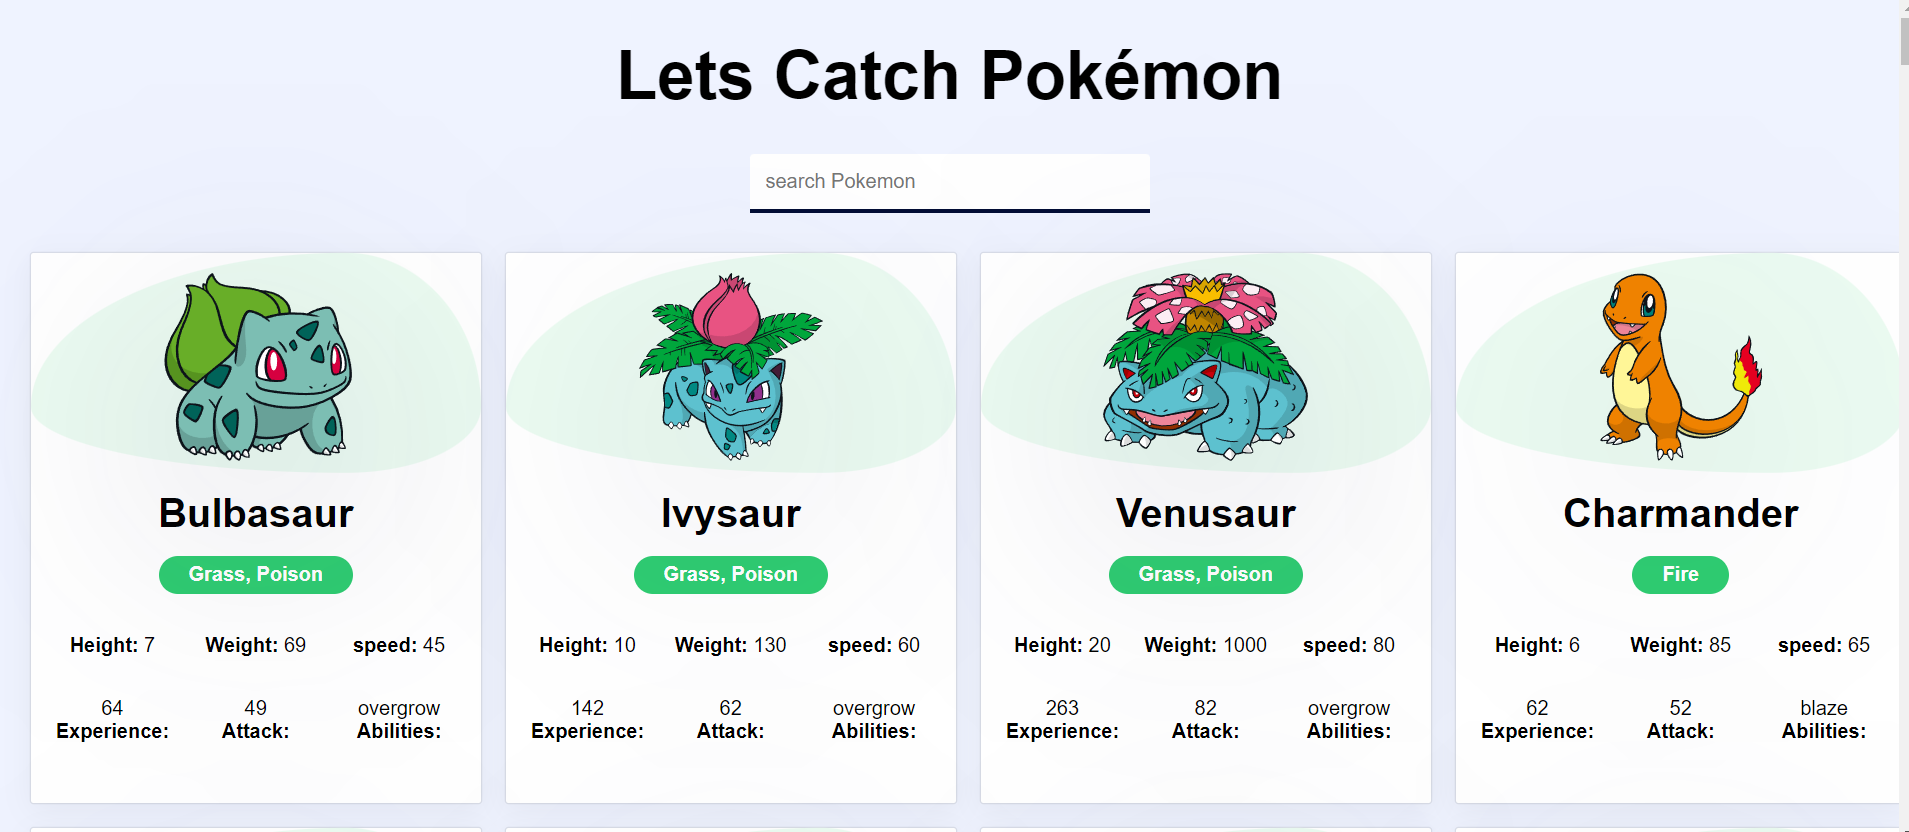 Lets Catch Pokémon
search Pokemon
Bulbasaur
Grass, Poison
Height: 7 Weight: 69 speed: 45
64 49 overgrow
Experience: Attack: Abilities:
Ivysaur
Grass, Poison
Height: 10 Weight: 130 speed: 60
142 62 overgrow
Experience: Attack: Abilities:
Venusaur
Grass, Poison
Height: 20 Weight: 1000 speed: 80
263 82 overgrow
Experience: Attack: Abilities:
Charmander
Fire
Height: 6 Weight: 85 speed: 65
62 52 blaze
Experience: Attack: Abilities: